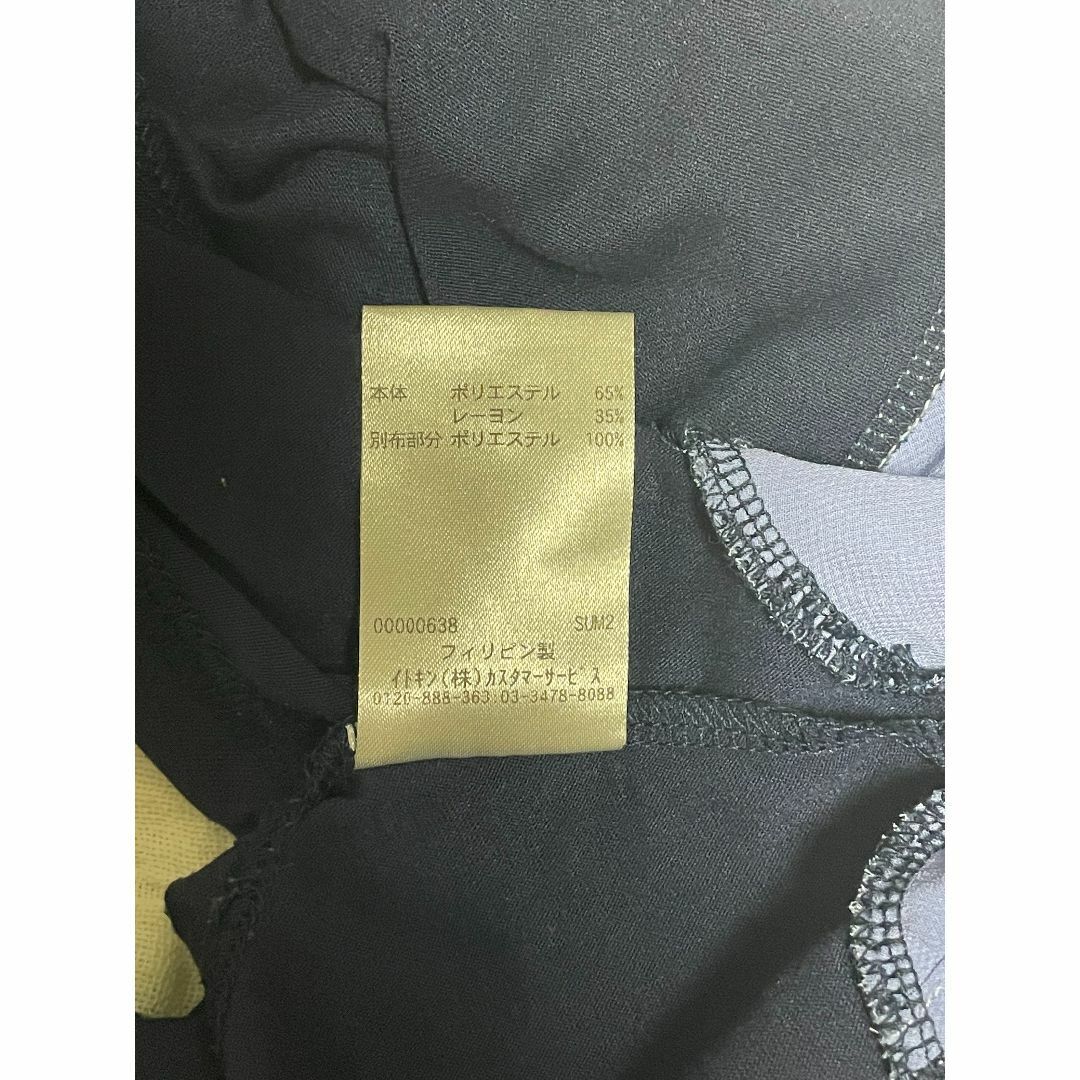 本体 ポリエステル 65%
レーヨン 35%
別布部分 ポリエステル 100%
00000638 SUM2
フィリピン製
イトキン(株)カスタマーサービス
0120-888-363 03-3478-8088